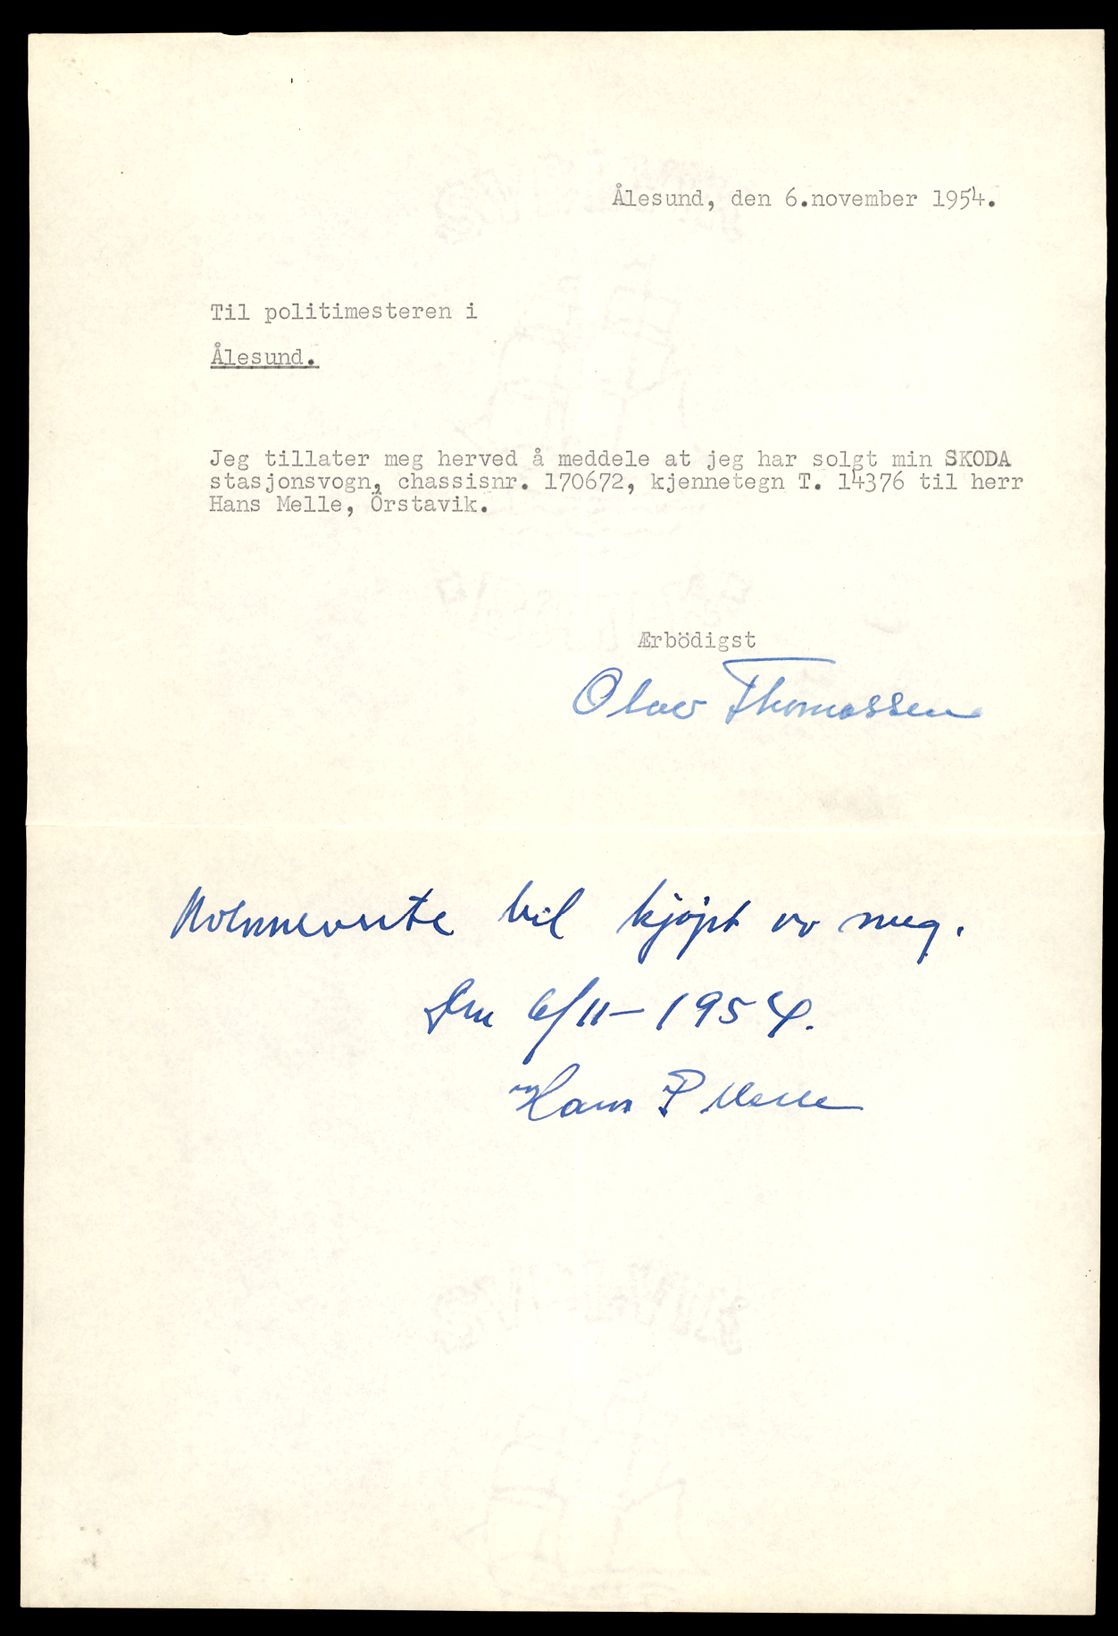 Ålesund, den 6.november 1954.
Til politimesteren i
Ålesund.
Jeg tillater meg herved å meddele at jeg har solgt min SKODA
stasjonsvogn, chassisnr. 170672, kjennetegn T. 14376 til herr
Hans Melle, Örstavik.
Ærbödigst
Olav Thomassen
bil kjøpt av meg.
Den 6/11-1954.
Hans P Melle